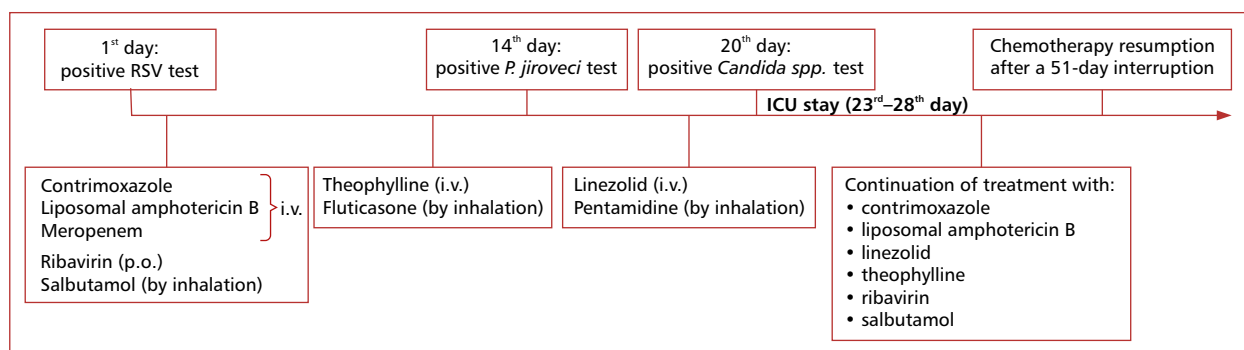 1st day:
positive RSV test
14th day:
positive P. jiroveci test
20th day:
positive Candida spp. test
Chemotherapy resumption
after a 51-day interruption
ICU stay (23rd–28th day)
Contrimoxazole
Liposomal amphotericin B
Meropenem
i.v.
Ribavirin (p.o.)
Salbutamol (by inhalation)
Theophylline (i.v.)
Fluticasone (by inhalation)
Linezolid (i.v.)
Pentamidine (by inhalation)
Continuation of treatment with:
• contrimoxazole
• liposomal amphotericin B
• linezolid
• theophylline
• ribavirin
• salbutamol